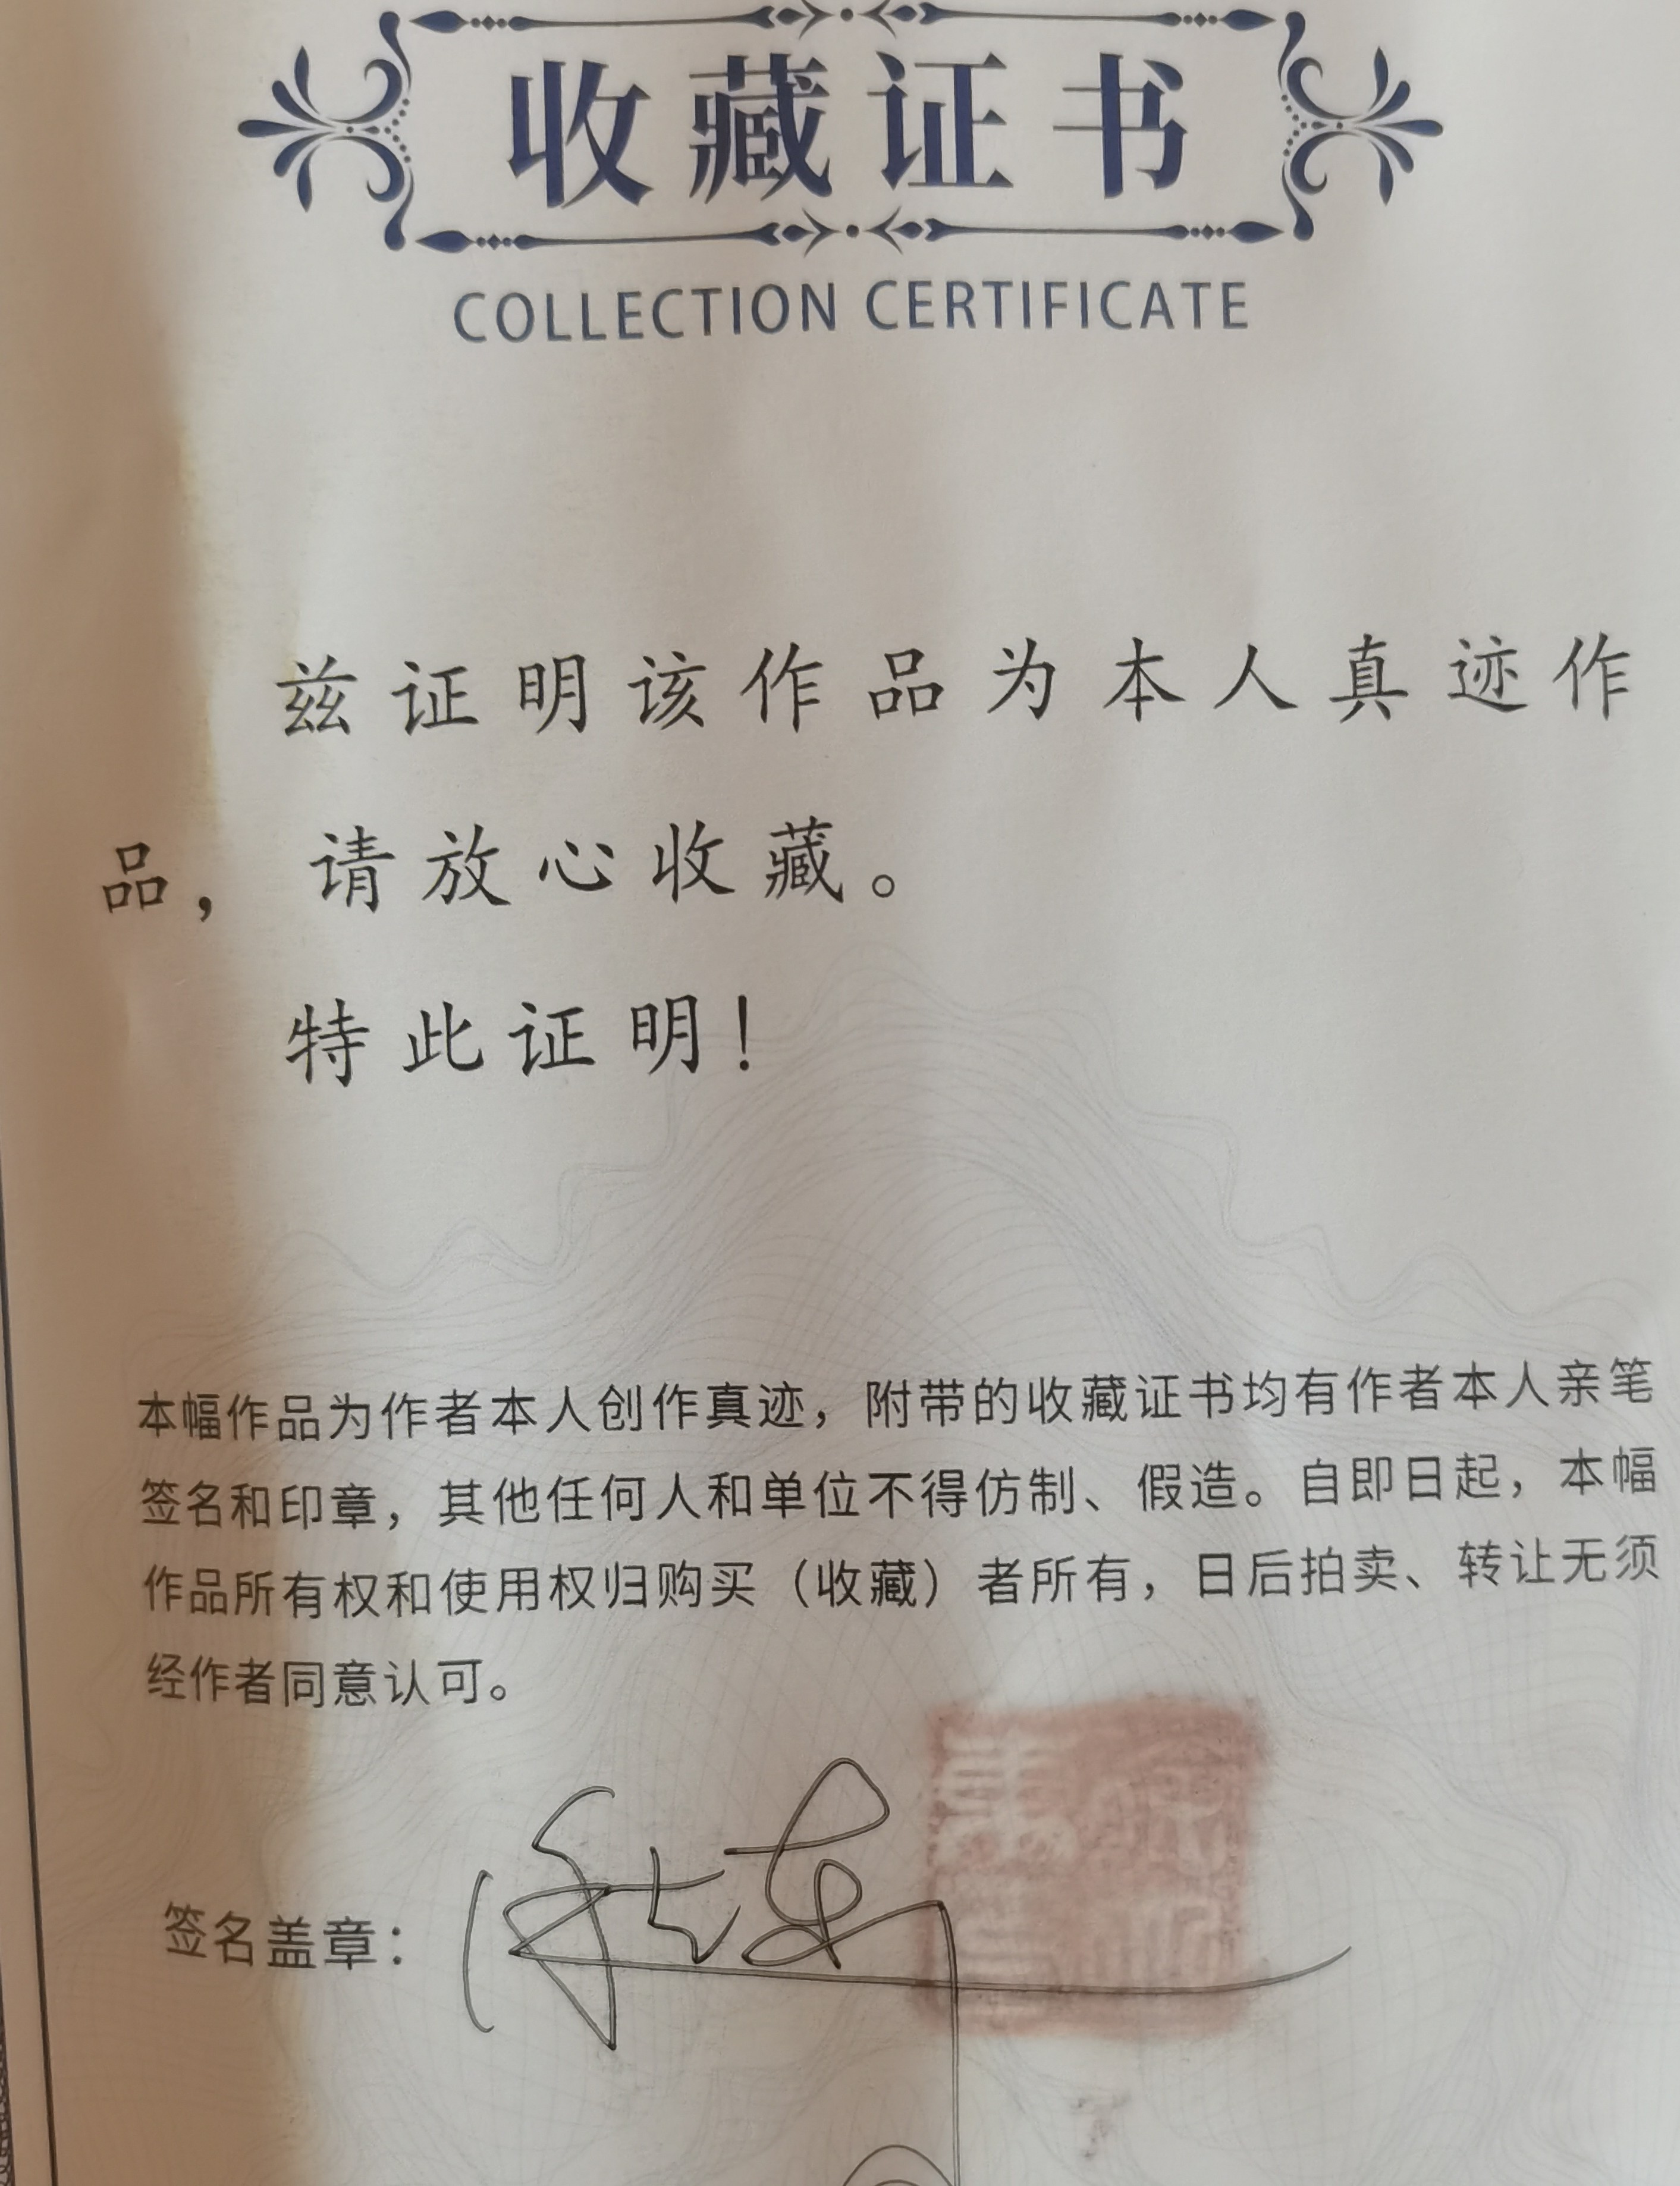 收藏证书
COLLECTION CERTIFICATE
兹证明该作品为本人真迹作
品，请放心收藏。
特此证明！
本幅作品为作者本人创作真迹，附带的收藏证书均有作者本人亲笔
签名和印章，其他任何人和单位不得仿制、假造。自即日起，本幅
作品所有权和使用权归购买（收藏）者所有，日后拍卖、转让无须
经作者同意认可。
签名盖章：